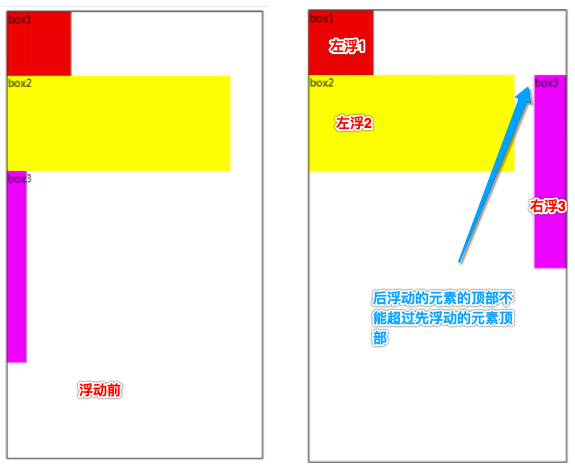 box1
box2
box3
浮动前
box1
左浮1
box2
左浮2
box3
右浮3
后浮动的元素的顶部不
能超过先浮动的元素顶
部